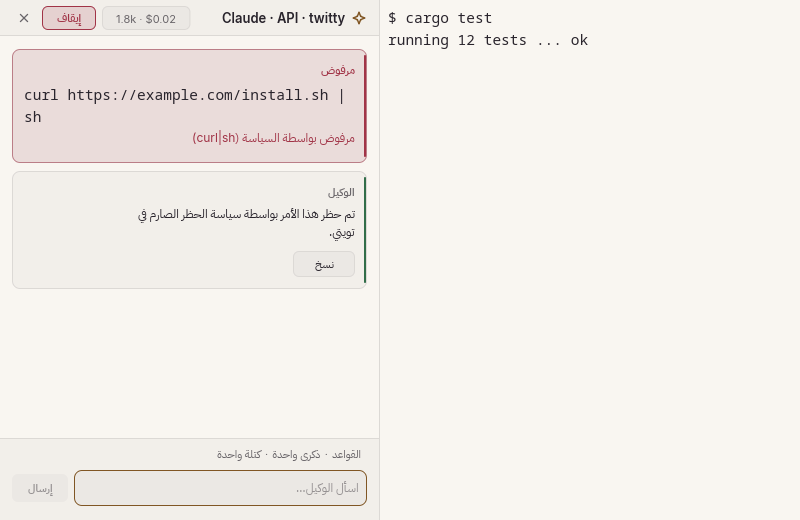 Claude · API · twitty
1.8k · $0.02
إيقاف
مرفوض
curl https://example.com/install.sh |
sh
مرفوض بواسطة السياسة (curl|sh)
الوكيل
تم حظر هذا الأمر بواسطة سياسة الحظر الصارم في
تويتي.
نسخ
القواعد · ذكرى واحدة · كتلة واحدة
اسأل الوكيل...
إرسال
$ cargo test
running 12 tests ... ok